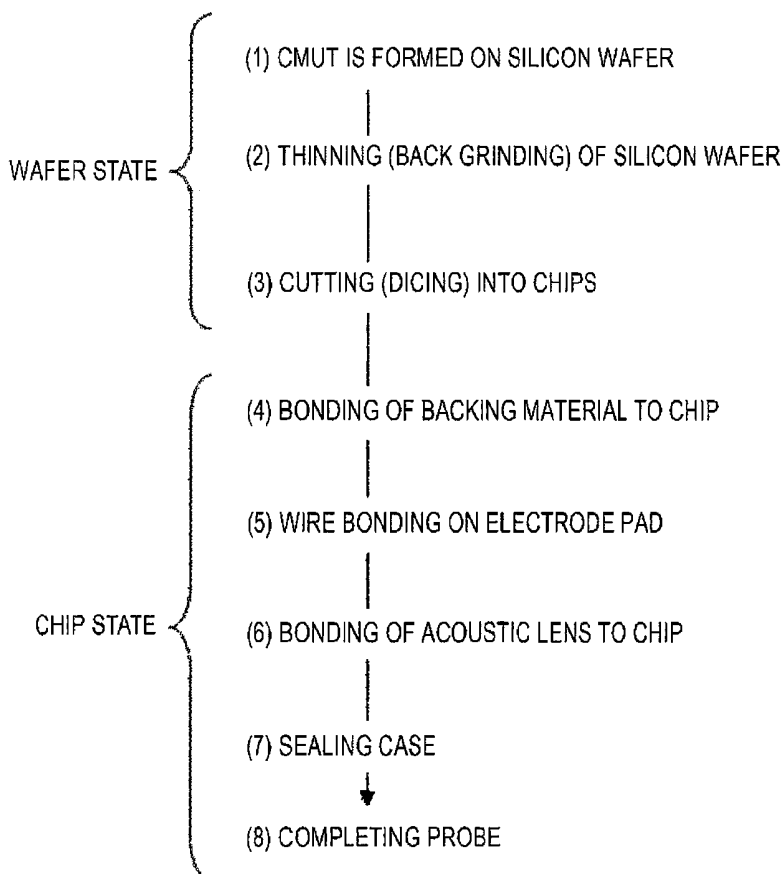 (1) CMUT IS FORMED ON SILICON WAFER
(2) THINNING (BACK GRINDING) OF SILICON WAFER
WAFER STATE
(3) CUTTING (DICING) INTO CHIPS
(4) BONDING OF BACKING MATERIAL TO CHIP
(5) WIRE BONDING ON ELECTRODE PAD
CHIP STATE
(6) BONDING OF ACOUSTIC LENS TO CHIP
(7) SEALING CASE
(8) COMPLETING PROBE